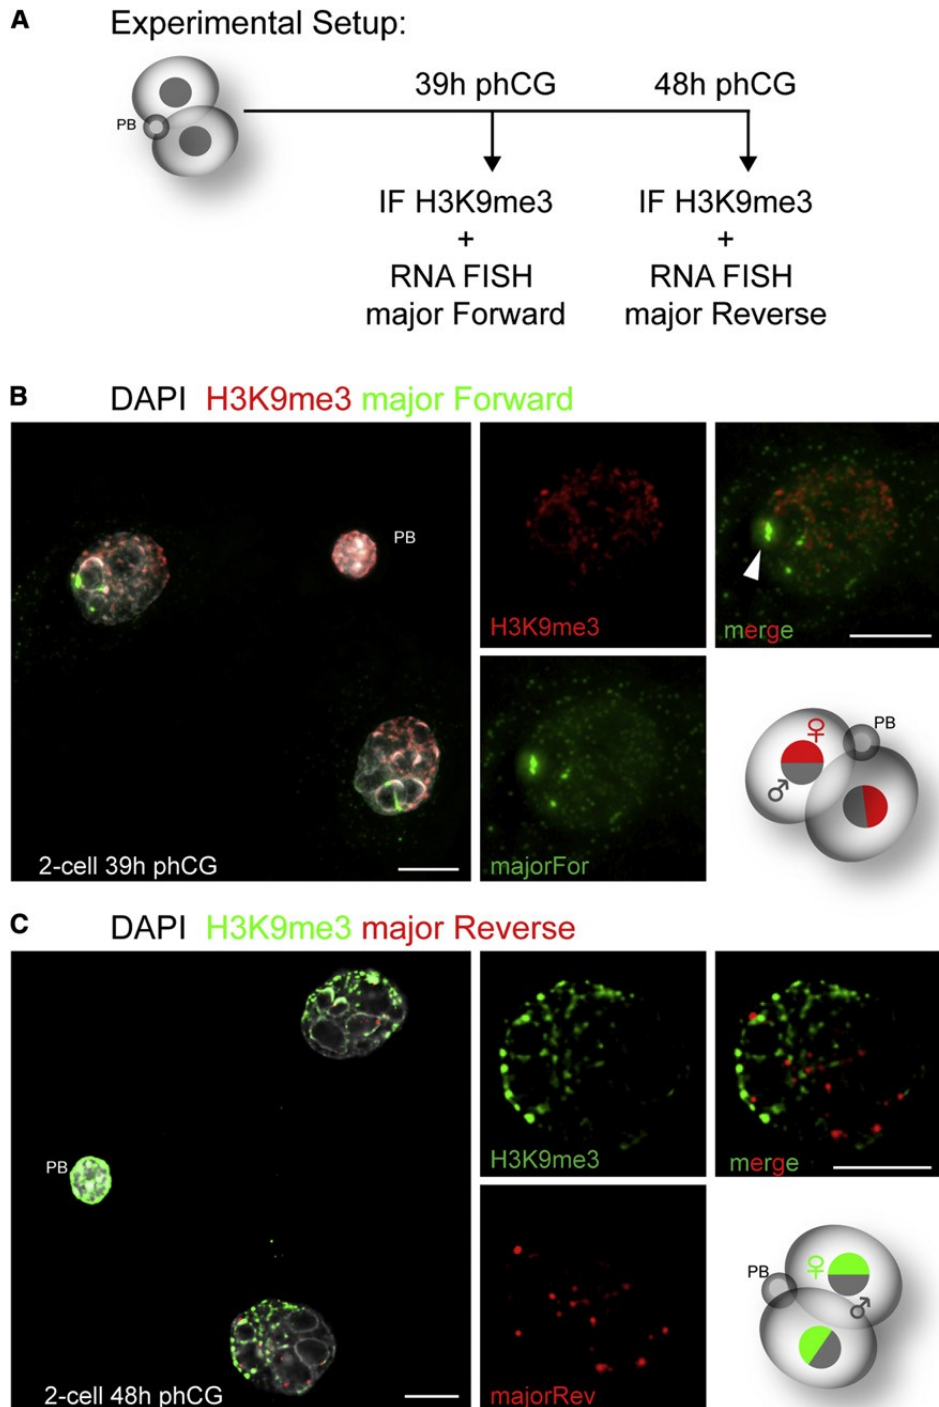 A
Experimental Setup:
PB
39h phCG
48h phCG
IF H3K9me3
+
RNA FISH
major Forward
IF H3K9me3
+
RNA FISH
major Reverse
B
DAPI H3K9me3 major Forward
PB
2-cell 39h phCG
H3K9me3
merge
majorFor
♀
PB
♂
C
DAPI H3K9me3 major Reverse
PB
2-cell 48h phCG
H3K9me3
merge
majorRev
PB
♀
♂